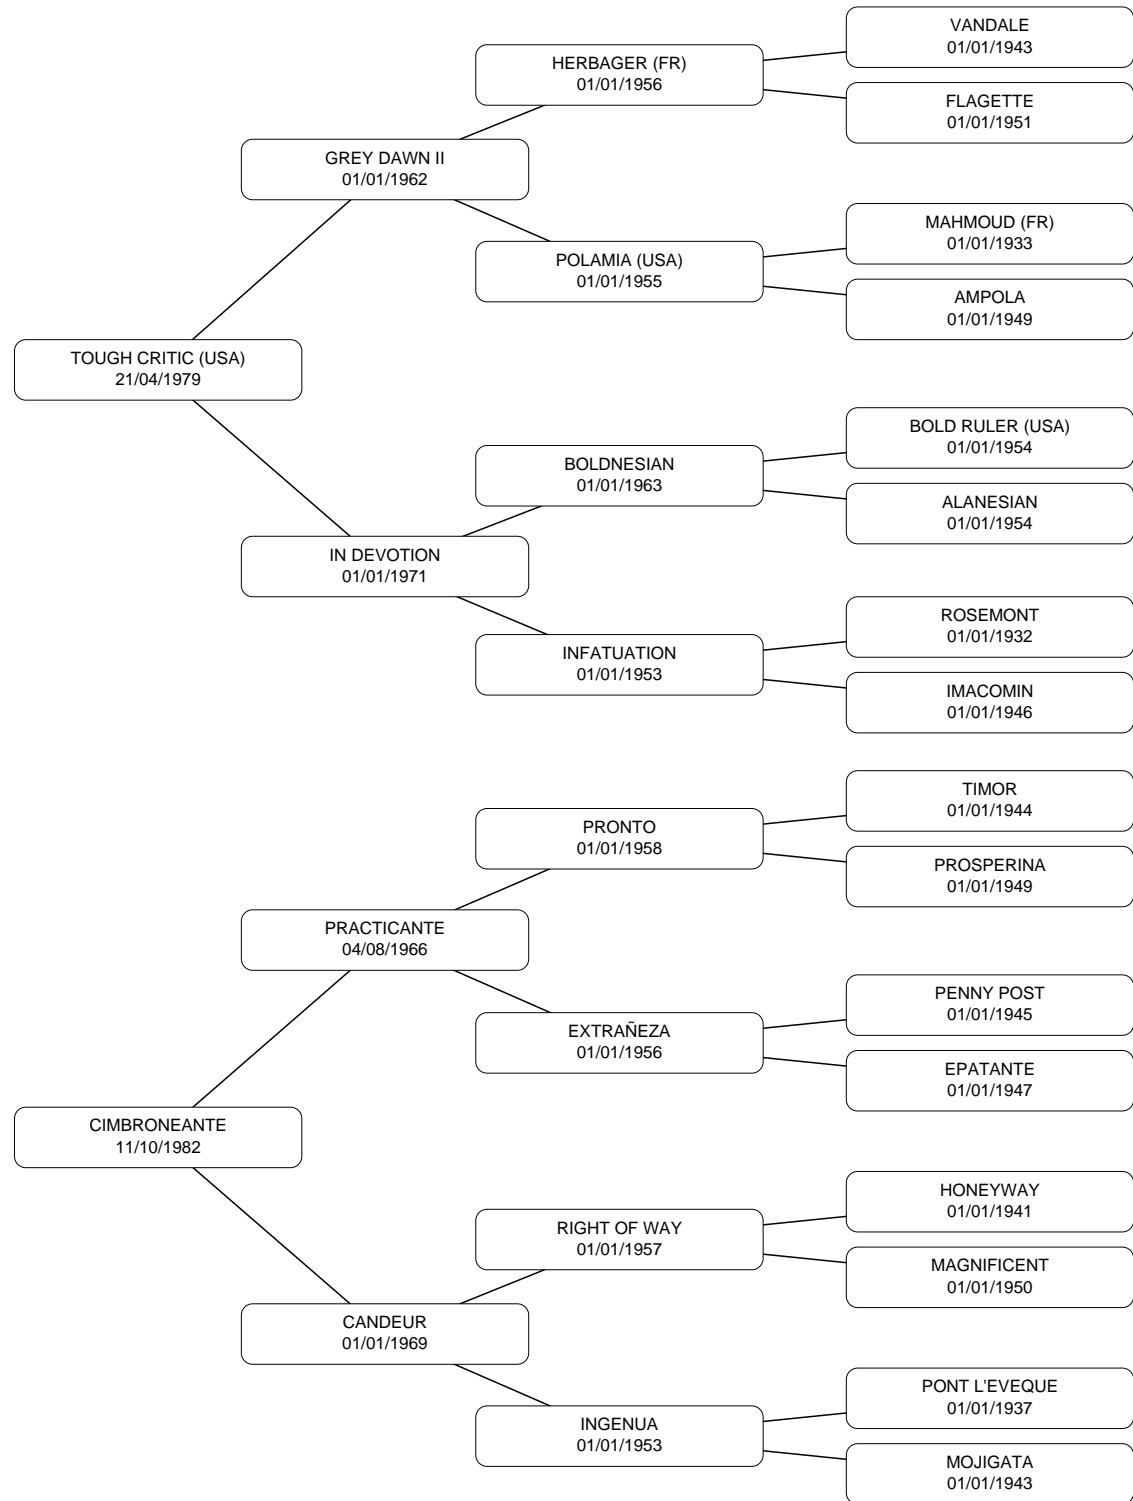 VANDALE
01/01/1943
HERBAGER (FR)
01/01/1956
FLAGETTE
01/01/1951
GREY DAWN II
01/01/1962
MAHMOUD (FR)
01/01/1933
POLAMIA (USA)
01/01/1955
AMPOLA
01/01/1949
TOUGH CRITIC (USA)
21/04/1979
BOLD RULER (USA)
01/01/1954
BOLDNESIAN
01/01/1963
ALANESIAN
01/01/1954
IN DEVOTION
01/01/1971
ROSEMONT
01/01/1932
INFATUATION
01/01/1953
IMACOMIN
01/01/1946
TIMOR
01/01/1944
PRONTO
01/01/1958
PROSPERINA
01/01/1949
PRACTICANTE
04/08/1966
PENNY POST
01/01/1945
EXTRAÑEZA
01/01/1956
EPATANTE
01/01/1947
CIMBRONEANTE
11/10/1982
HONEYWAY
01/01/1941
RIGHT OF WAY
01/01/1957
MAGNIFICENT
01/01/1950
CANDEUR
01/01/1969
PONT L'EVEQUE
01/01/1937
INGENUA
01/01/1953
MOJIGATA
01/01/1943